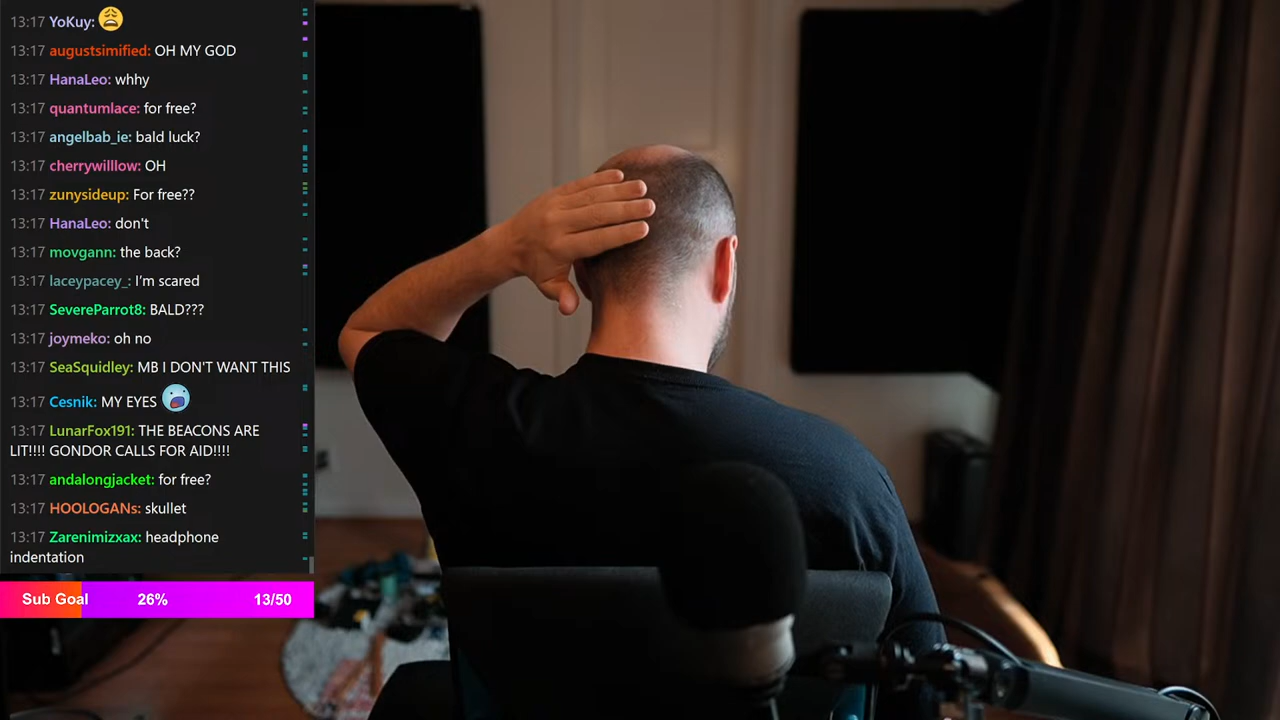 13:17 YoKuy: 😩
13:17 augustsimified: OH MY GOD
13:17 HanaLeo: whhy
13:17 quantumlace: for free?
13:17 angelbab_ie: bald luck?
13:17 cherrywilllow: OH
13:17 zunysideup: For free??
13:17 HanaLeo: don't
13:17 movgann: the back?
13:17 laceypacey_: I'm scared
13:17 SevereParrot8: BALD???
13:17 joymeko: oh no
13:17 SeaSquidley: MB I DON'T WANT THIS
13:17 Cesnik: MY EYES
13:17 LunarFox191: THE BEACONS ARE
LIT!!!! GONDOR CALLS FOR AID!!!!
13:17 andalongjacket: for free?
13:17 HOOLOGANs: skullet
13:17 Zarenimizxax: headphone
indentation
Sub Goal 26% 13/50